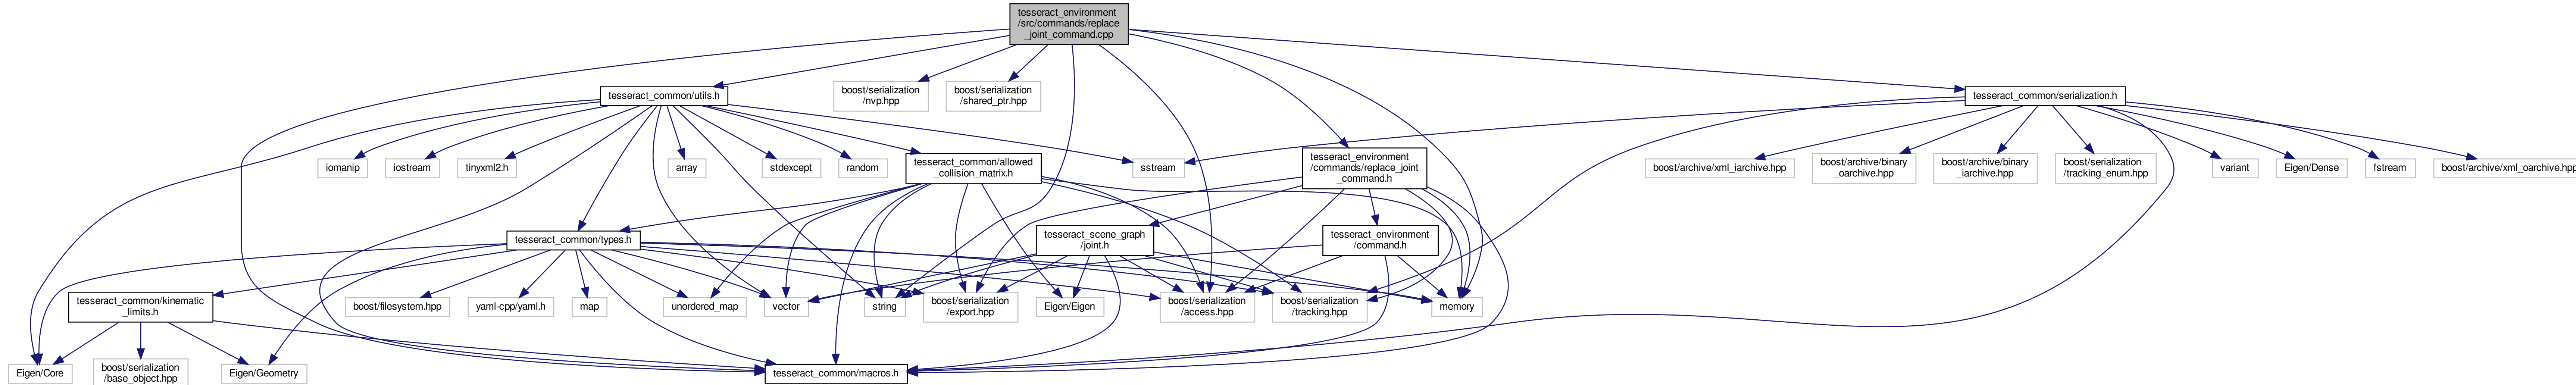 tesseract_environment
/src/commands/replace
_joint_command.cpp
tesseract_common/utils.h
boost/serialization
/nvp.hpp
boost/serialization
/shared_ptr.hpp
tesseract_common/serialization.h
iomanip
iostream
tinyxml2.h
array
stdexcept
random
tesseract_common/allowed
_collision_matrix.h
sstream
tesseract_environment
/commands/replace_joint
_command.h
boost/archive/xml_iarchive.hpp
boost/archive/binary
_oarchive.hpp
boost/archive/binary
_iarchive.hpp
boost/serialization
/tracking_enum.hpp
variant
Eigen/Dense
fstream
boost/archive/xml_oarchive.hpp
tesseract_common/types.h
tesseract_scene_graph
/joint.h
tesseract_environment
/command.h
tesseract_common/kinematic
_limits.h
boost/filesystem.hpp
yaml-cpp/yaml.h
map
unordered_map
vector
string
boost/serialization
/export.hpp
Eigen/Eigen
boost/serialization
/access.hpp
boost/serialization
/tracking.hpp
memory
Eigen/Core
boost/serialization
/base_object.hpp
Eigen/Geometry
tesseract_common/macros.h